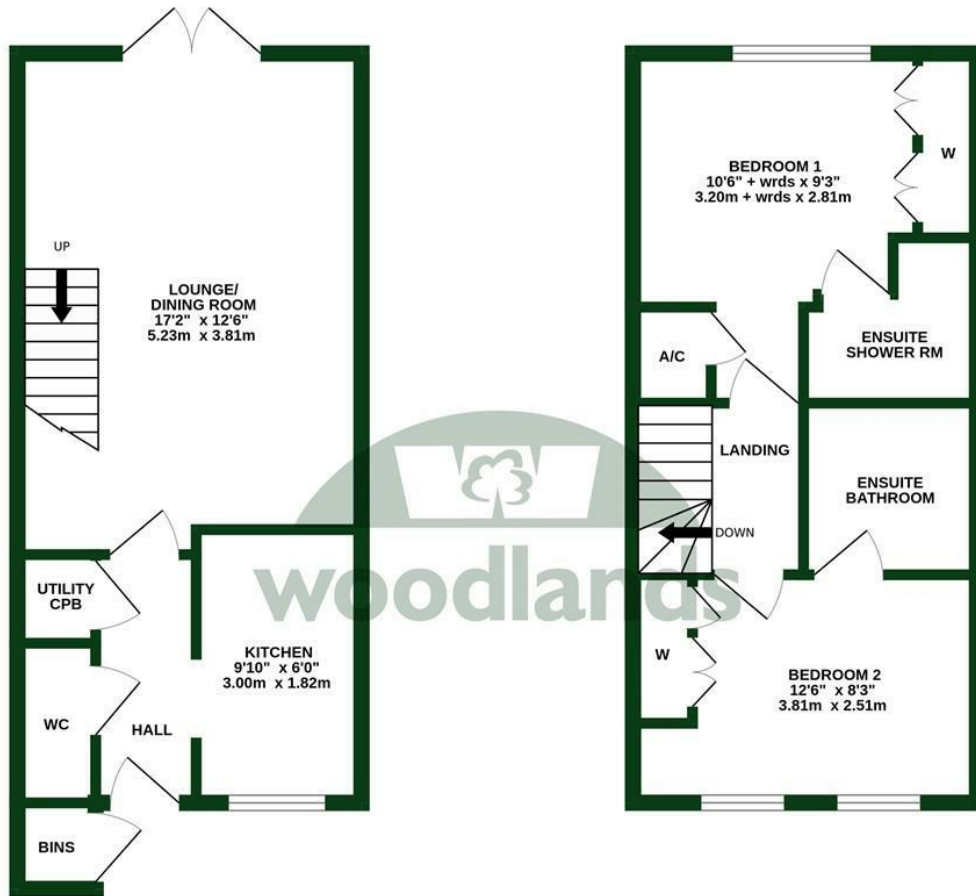 UP
LOUNGE/
DINING ROOM
17'2" x 12'6"
5.23m x 3.81m
UTILITY
CPB
WC
HALL
KITCHEN
9'10" x 6'0"
3.00m x 1.82m
BINS
BEDROOM 1
10'6" + wrds x 9'3"
3.20m + wrds x 2.81m
W
A/C
ENSUITE
SHOWER RM
LANDING
ENSUITE
BATHROOM
DOWN
W
BEDROOM 2
12'6" x 8'3"
3.81m x 2.51m
W
woodlands